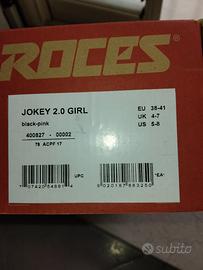 ROCES
JOKEY 2.0 GIRL
black-pink
400827 - 00002
78 ACPF 17
EU 38-41
UK 4-7
US 5-8
UPC
"EA"
subito